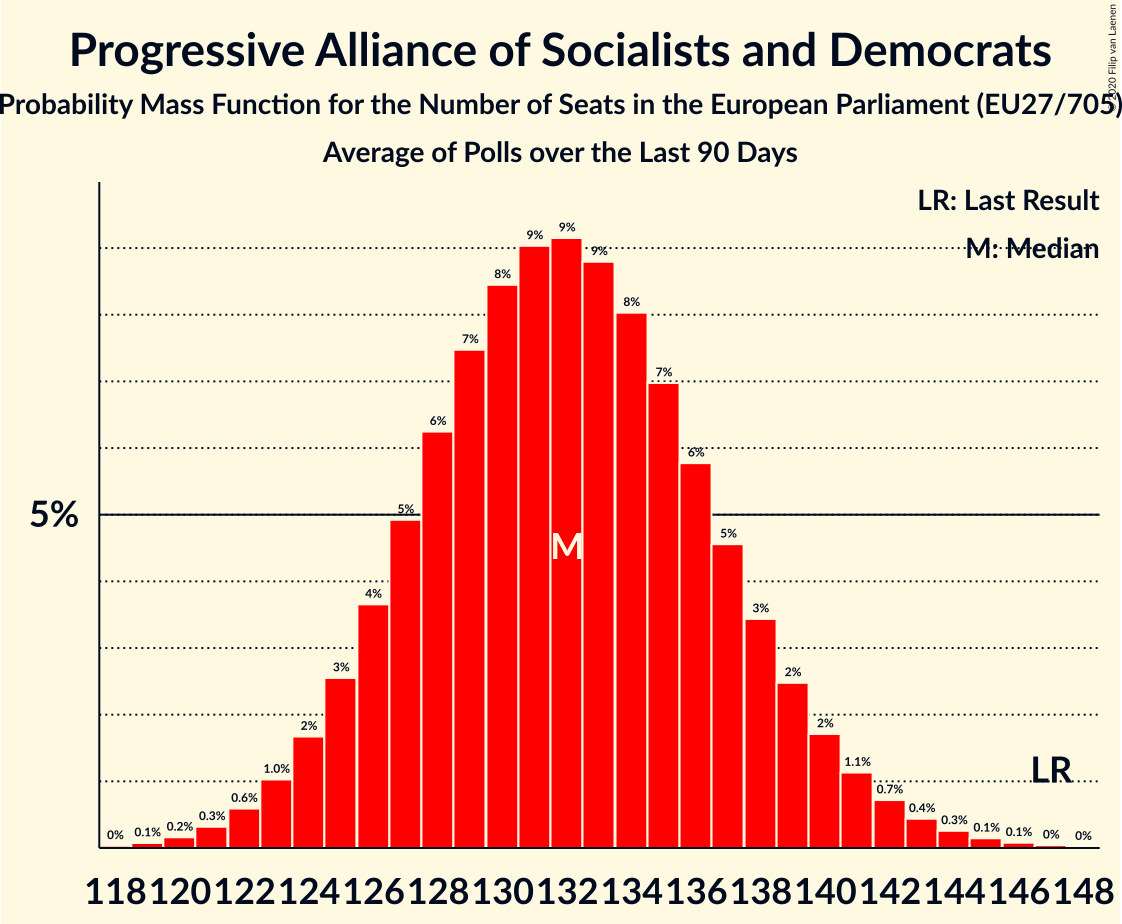 Progressive Alliance of Socialists and Democrats
Probability Mass Function for the Number of Seats in the European Parliament (EU27/705)
Average of Polls over the Last 90 Days
© 2020 Filip van Laenen
LR: Last Result
M: Median
5%
0% 0.1% 0.2% 0.3% 0.6% 1.0% 2% 3% 4% 5% 6% 7% 8% 9% 9% 9% 8% 7% 6% 5% 3% 2% 2% 1.1% 0.7% 0.4% 0.3% 0.1% 0.1% 0% 0%
M
LR
118 120 122 124 126 128 130 132 134 136 138 140 142 144 146 148